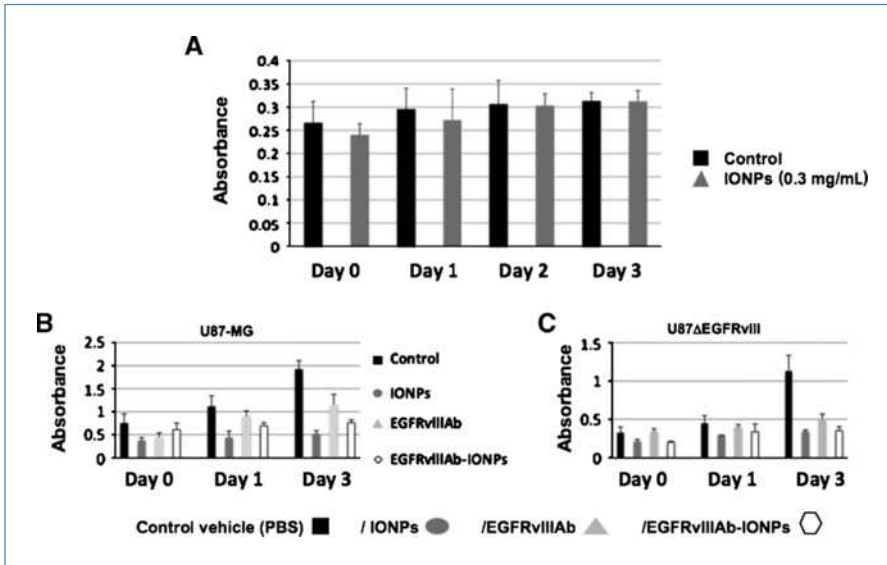 A
Absorbance
0.4
0.35
0.3
0.25
0.2
0.15
0.1
0.05
0
Day 0 Day 1 Day 2 Day 3
Control
IONPs (0.3 mg/mL)
B
U87-MG
Absorbance
2.5
2
1.5
1
0.5
0
Day 0 Day 1 Day 3
Control
IONPs
EGFRvIIIAb
EGFRvIIIAb-IONPs
C
U87ΔEGFRvIII
Absorbance
1.5
1
0.5
0
Day 0 Day 1 Day 3
Control vehicle (PBS) / IONPs /EGFRvIIIAb /EGFRvIIIAb-IONPs